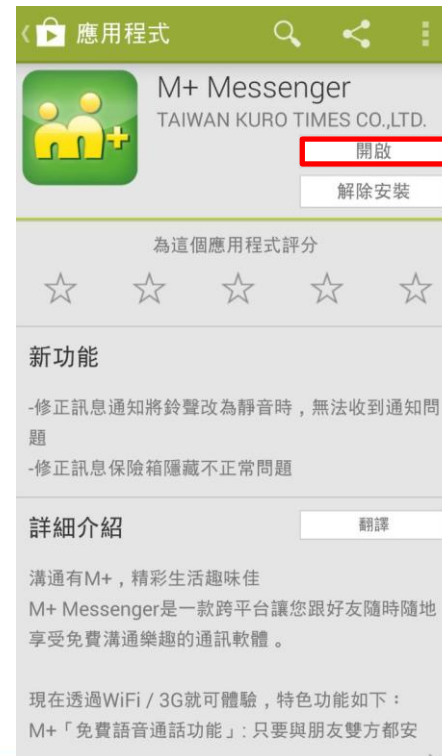 應用程式
m+
M+ Messenger
TAIWAN KURO TIMES CO.,LTD.
開啟
解除安裝
為這個應用程式評分
新功能
-修正訊息通知將鈴聲改為靜音時，無法收到通知問
題
-修正訊息保險箱隱藏不正常問題
詳細介紹
翻譯
溝通有M+，精彩生活趣味佳
M+ Messenger是一款跨平台讓您跟好友隨時隨地
享受免費溝通樂趣的通訊軟體。
現在透過WiFi / 3G就可體驗，特色功能如下：
M+「免費語音通話功能」: 只要與朋友雙方都安